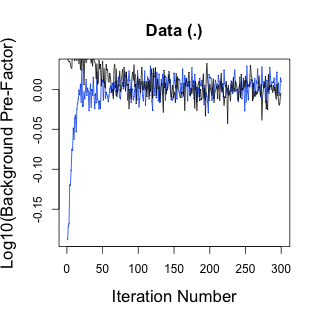 Data (.)
Log10(Background Pre-Factor)
0.00
-0.05
-0.10
-0.15
0 50 100 150 200 250 300
Iteration Number